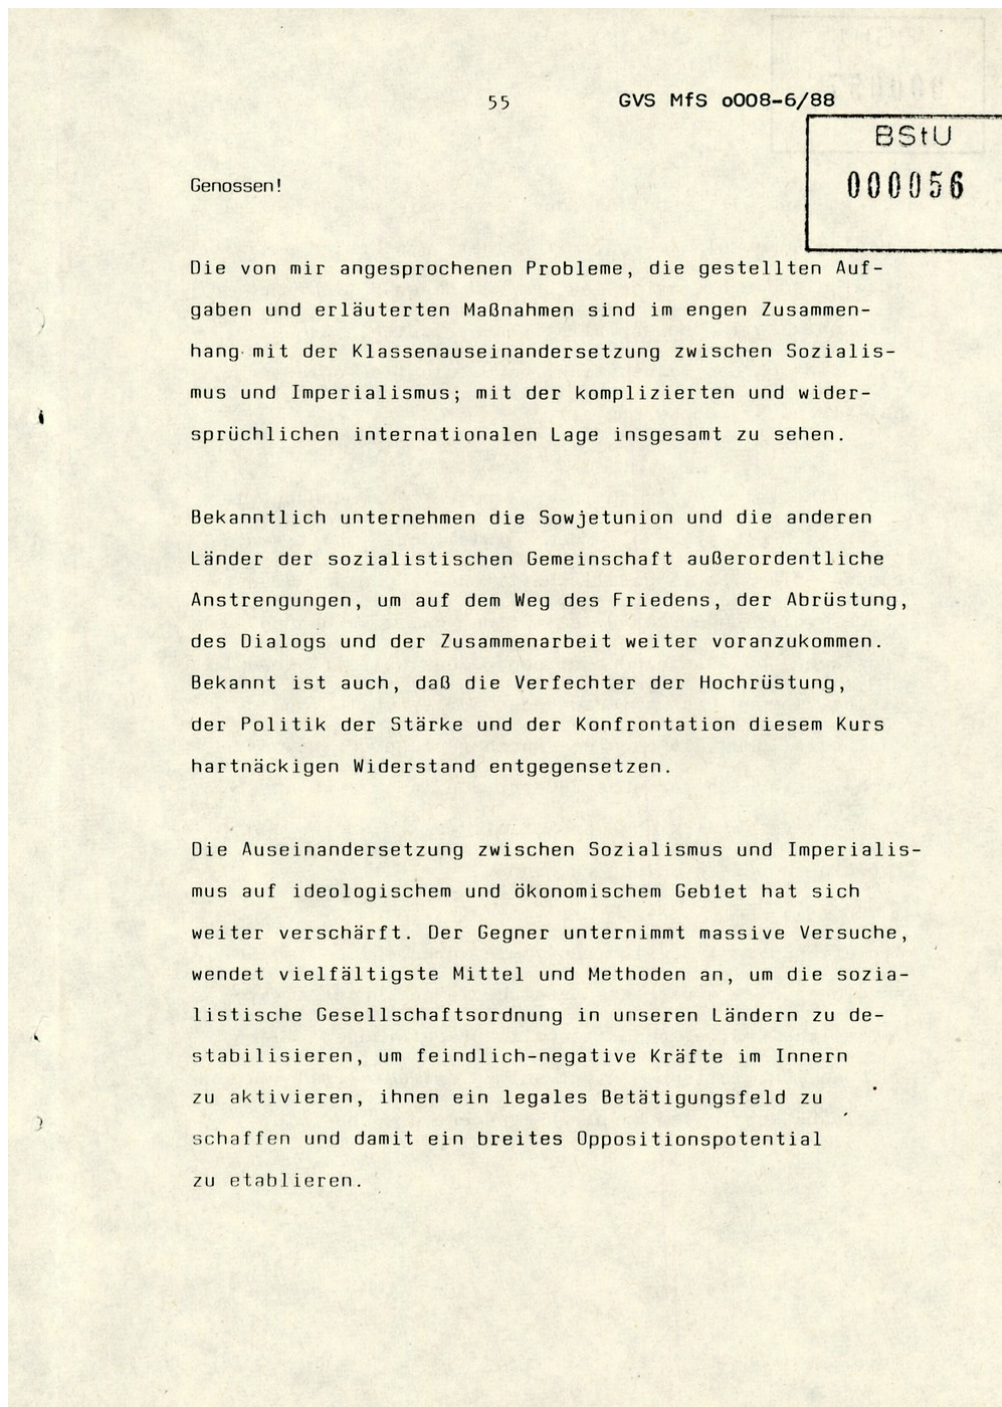 55 GVS MfS o008-6/88
BStU
000056
Genossen!
Die von mir angesprochenen Probleme, die gestellten Auf-
gaben und erläuterten Maßnahmen sind im engen Zusammen-
hang mit der Klassenauseinandersetzung zwischen Sozialis-
mus und Imperialismus; mit der komplizierten und wider-
sprüchlichen internationalen Lage insgesamt zu sehen.
Bekanntlich unternehmen die Sowjetunion und die anderen
Länder der sozialistischen Gemeinschaft außerordentliche
Anstrengungen, um auf dem Weg des Friedens, der Abrüstung,
des Dialogs und der Zusammenarbeit weiter voranzukommen.
Bekannt ist auch, daß die Verfechter der Hochrüstung,
der Politik der Stärke und der Konfrontation diesem Kurs
hartnäckigen Widerstand entgegensetzen.
Die Auseinandersetzung zwischen Sozialismus und Imperialis-
mus auf ideologischem und ökonomischem Gebiet hat sich
weiter verschärft. Der Gegner unternimmt massive Versuche,
wendet vielfältigste Mittel und Methoden an, um die sozia-
listische Gesellschaftsordnung in unseren Ländern zu de-
stabilisieren, um feindlich-negative Kräfte im Innern
zu aktivieren, ihnen ein legales Betätigungsfeld zu
schaffen und damit ein breites Oppositionspotential
zu etablieren.